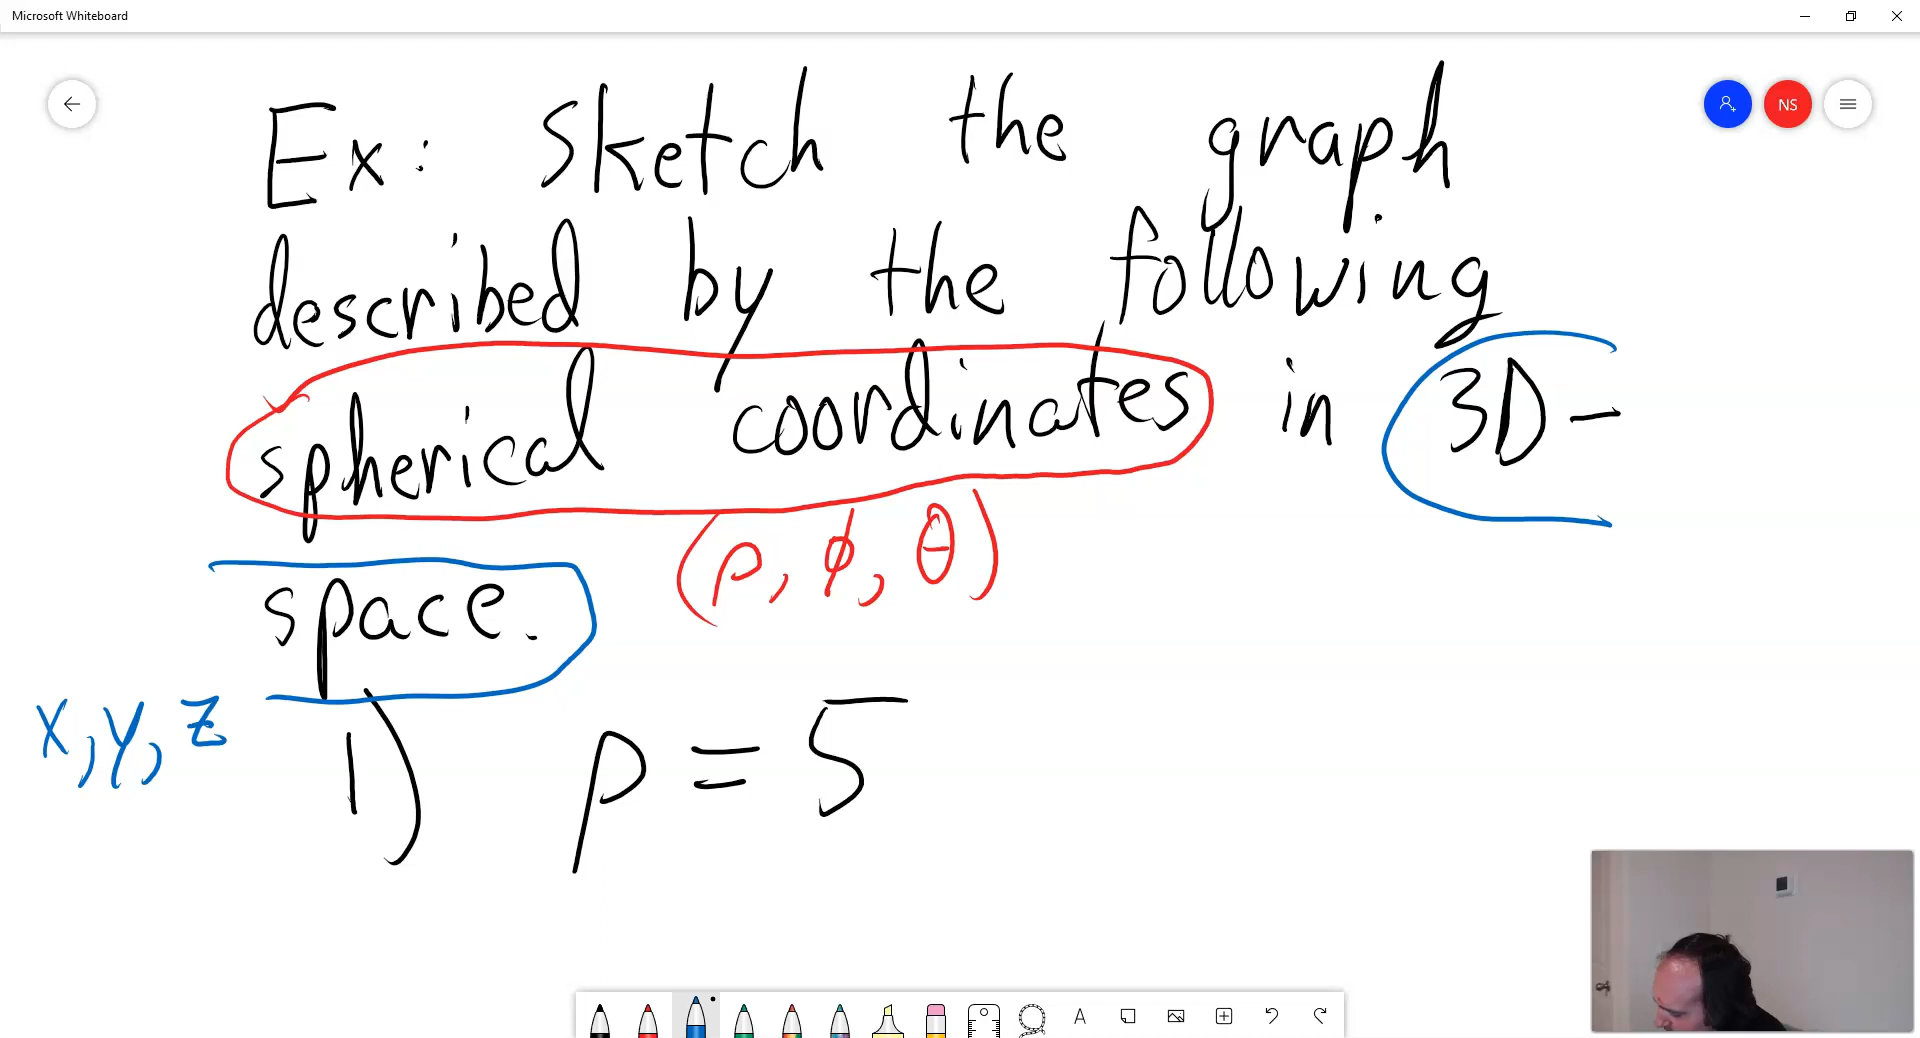 Microsoft Whiteboard
NS
Ex: Sketch the graph
described by the following
spherical coordinates in 3D-
(ρ, ϕ, θ)
space.
x, y, z
1) ρ = 5
A